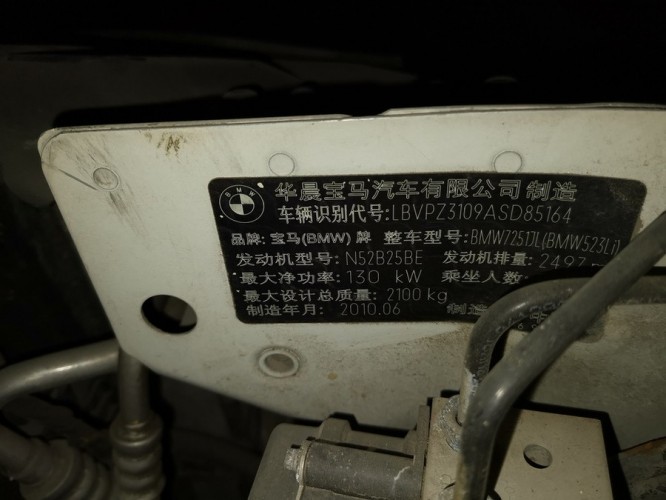 BMW
华晨宝马汽车有限公司 制造
车辆识别代号:LBVPZ3109ASD85164
品牌: 宝马(BMW) 牌 整车型号:BMW7251JL(BMW523Li)
发动机型号: N52B25BE 发动机排量: 2497
最大净功率: 130 kW 乘坐人数:
最大设计总质量: 2100 kg
制造年月: 2010.06 制造